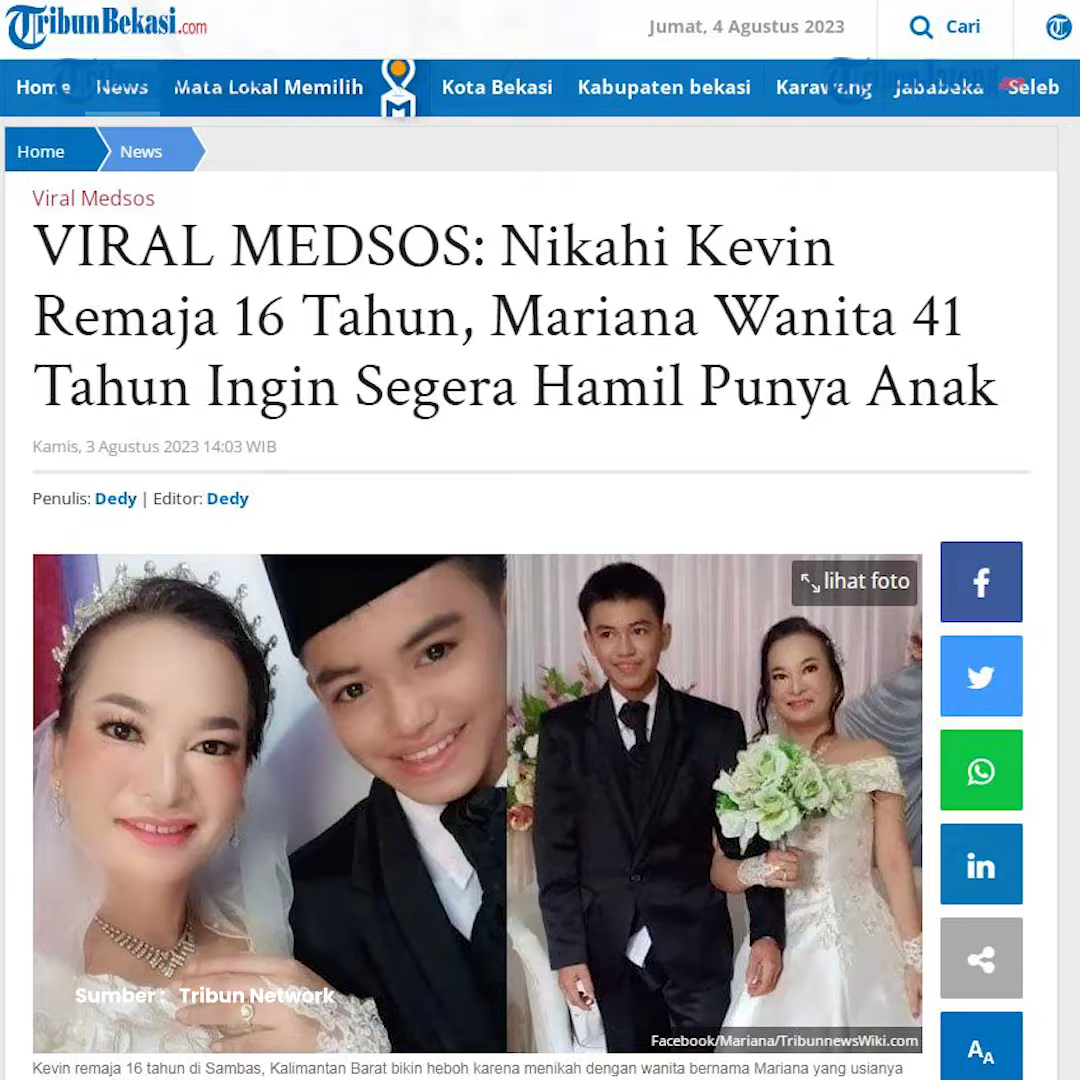 TribunBekasi.com
Jumat, 4 Agustus 2023
Cari
Home News Mata Lokal Memilih Kota Bekasi Kabupaten bekasi Karawang Jababeka Seleb
Home News
Viral Medsos
VIRAL MEDSOS: Nikahi Kevin
Remaja 16 Tahun, Mariana Wanita 41
Tahun Ingin Segera Hamil Punya Anak
Kamis, 3 Agustus 2023 14:03 WIB
Penulis: Dedy | Editor: Dedy
lihat foto
Sumber : Tribun Network
Facebook/Mariana/TribunnewsWiki.com
Kevin remaja 16 tahun di Sambas, Kalimantan Barat bikin heboh karena menikah dengan wanita bernama Mariana yang usianya